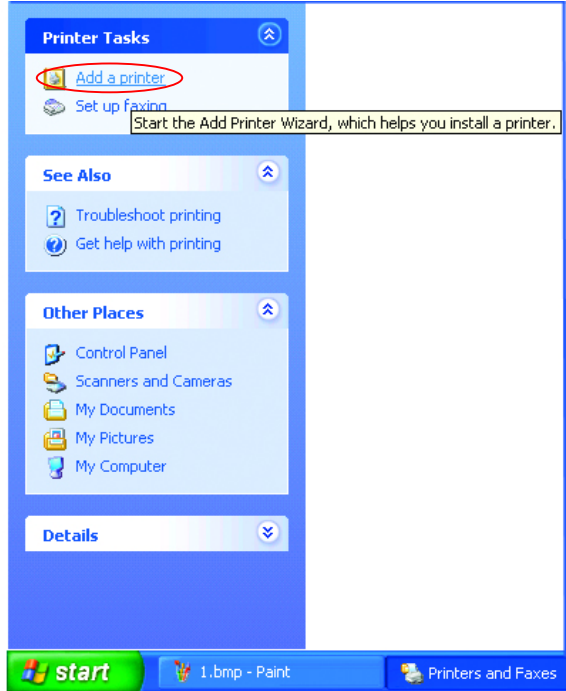 Printer Tasks
Add a printer
Set up faxing
Start the Add Printer Wizard, which helps you install a printer.
See Also
Troubleshoot printing
Get help with printing
Other Places
Control Panel
Scanners and Cameras
My Documents
My Pictures
My Computer
Details
start
1.bmp - Paint
Printers and Faxes